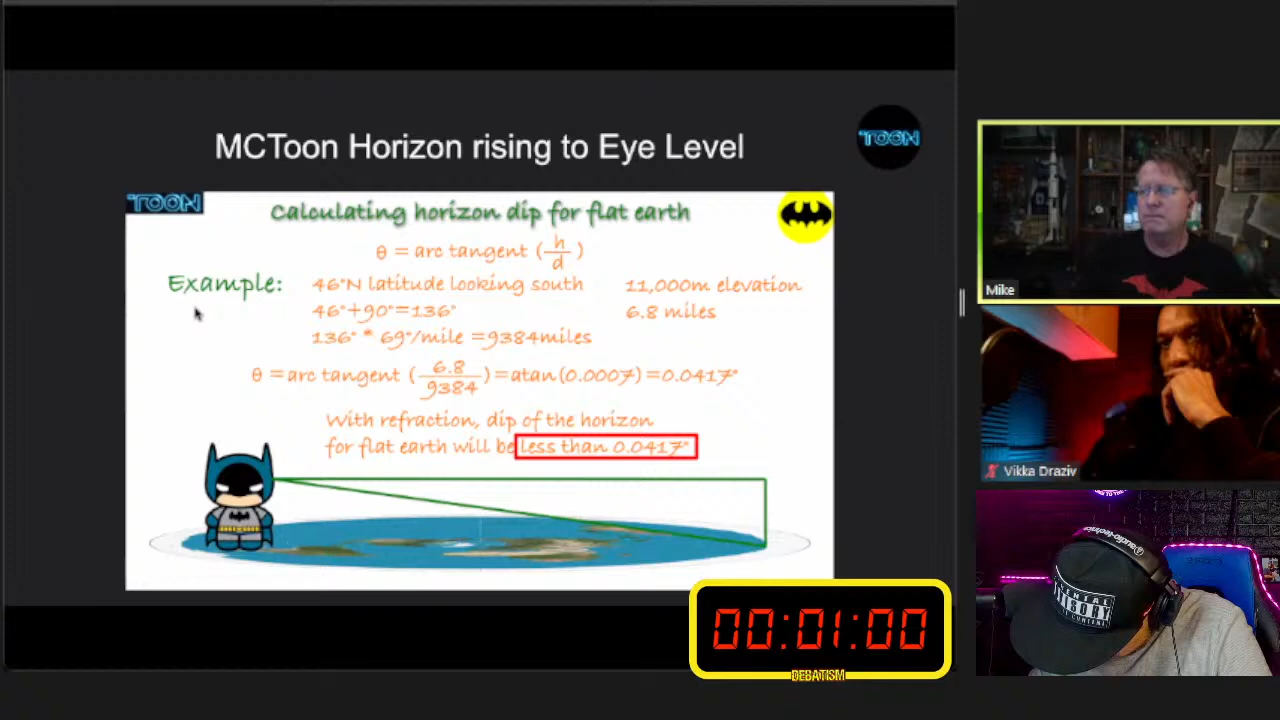 MCToon Horizon rising to Eye Level
TOON
TOON
Calculating horizon dip for flat earth
θ = arc tangent (h/d)
Example:
46°N latitude looking south
11,000m elevation
46°+90°=136°
6.8 miles
136° * 69°/mile =9384miles
θ =arc tangent (6.8/9384)=atan(0.0007)=0.0417°
With refraction, dip of the horizon
for flat earth will be less than 0.0417°
00:01:00
DEBATISM
Mike
Vikka Draziv
audio-technica